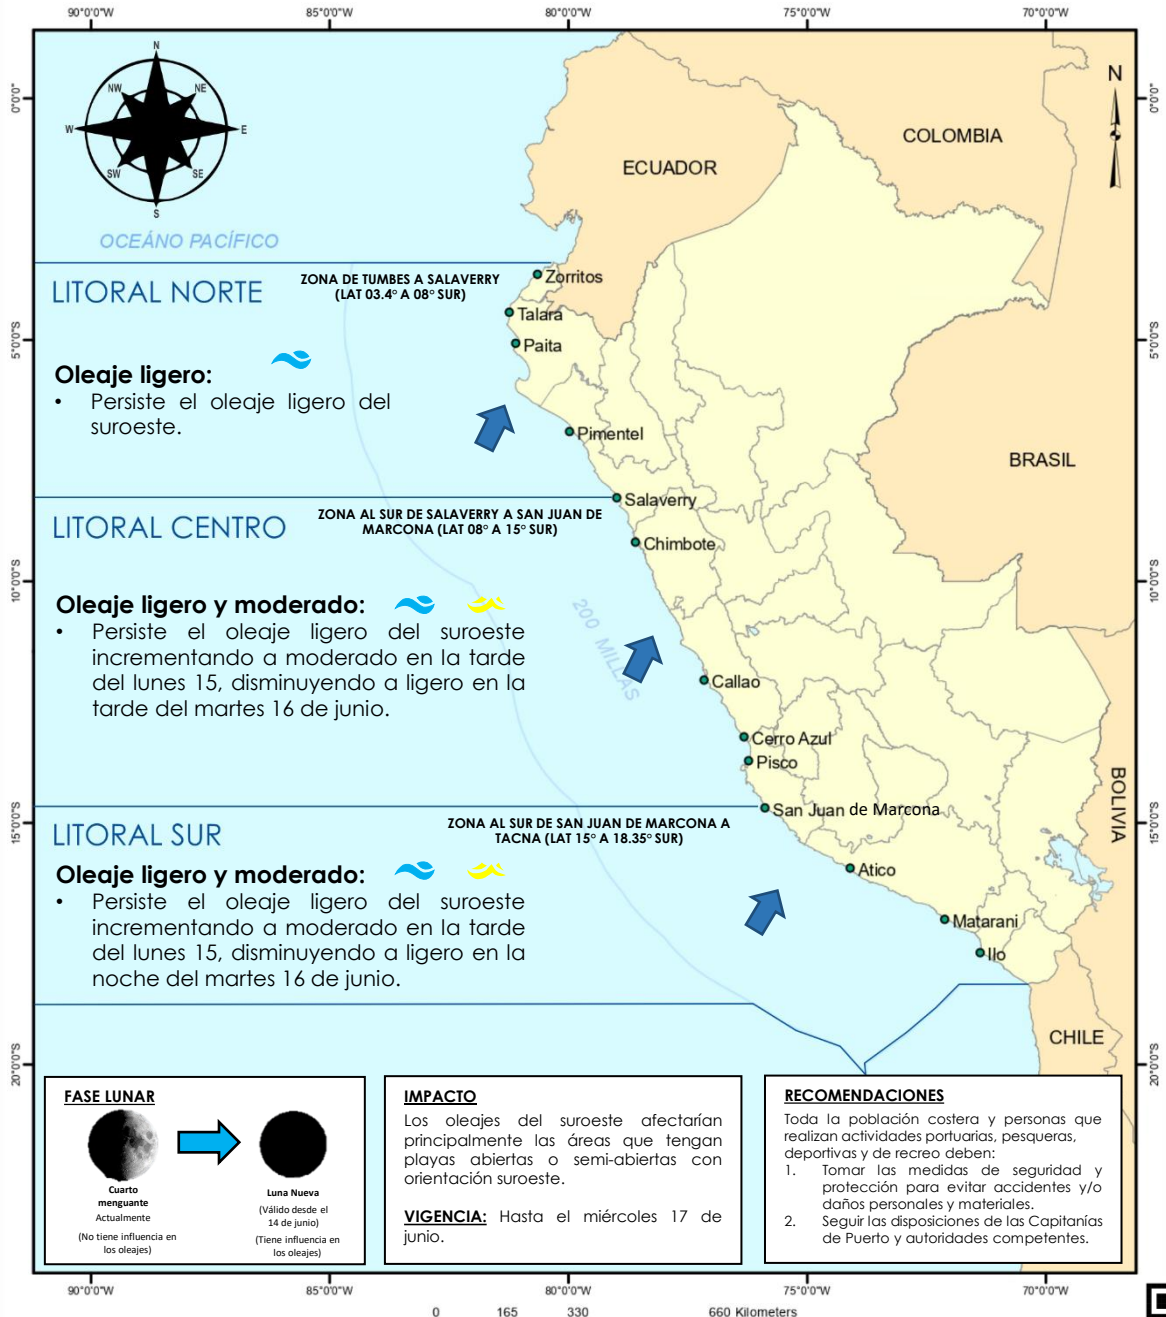 90°0'0"W 85°0'0"W 80°0'0"W 75°0'0"W 70°0'0"W
0°0'0" 0°0'0"
N
NW NE
W E
SW SE
S
N
COLOMBIA
ECUADOR
OCEÁNO PACÍFICO
LITORAL NORTE
ZONA DE TUMBES A SALAVERRY
(LAT 03.4° A 08° SUR)
Zorritos
Talara
Paita
5°0'0"S 5°0'0"S
Oleaje ligero:
• Persiste el oleaje ligero del
suroeste.
Pimentel
BRASIL
Salaverry
LITORAL CENTRO
ZONA AL SUR DE SALAVERRY A SAN JUAN DE
MARCONA (LAT 08° A 15° SUR)
Chimbote
10°0'0"S 10°0'0"S
Oleaje ligero y moderado:
• Persiste el oleaje ligero del suroeste
incrementando a moderado en la tarde
del lunes 15, disminuyendo a ligero en la
tarde del martes 16 de junio.
200 MILLAS
Callao
Cerro Azul
Pisco
BOLIVIA
San Juan de Marcona
15°0'0"S 15°0'0"S
LITORAL SUR
ZONA AL SUR DE SAN JUAN DE MARCONA A
TACNA (LAT 15° A 18.35° SUR)
Oleaje ligero y moderado:
• Persiste el oleaje ligero del suroeste
incrementando a moderado en la tarde
del lunes 15, disminuyendo a ligero en la
noche del martes 16 de junio.
Atico
Matarani
Ilo
CHILE
20°0'0"S 20°0'0"S
FASE LUNAR
Cuarto
menguante
Actualmente
(No tiene influencia en
los oleajes)
Luna Nueva
(Válido desde el
14 de junio)
(Tiene influencia en
los oleajes)
IMPACTO
Los oleajes del suroeste afectarían
principalmente las áreas que tengan
playas abiertas o semi-abiertas con
orientación suroeste.
VIGENCIA: Hasta el miércoles 17 de
junio.
RECOMENDACIONES
Toda la población costera y personas que
realizan actividades portuarias, pesqueras,
deportivas y de recreo deben:
1. Tomar las medidas de seguridad y
protección para evitar accidentes y/o
daños personales y materiales.
2. Seguir las disposiciones de las Capitanías
de Puerto y autoridades competentes.
90°0'0"W 85°0'0"W 80°0'0"W 75°0'0"W 70°0'0"W
0 165 330 660 Kilometers